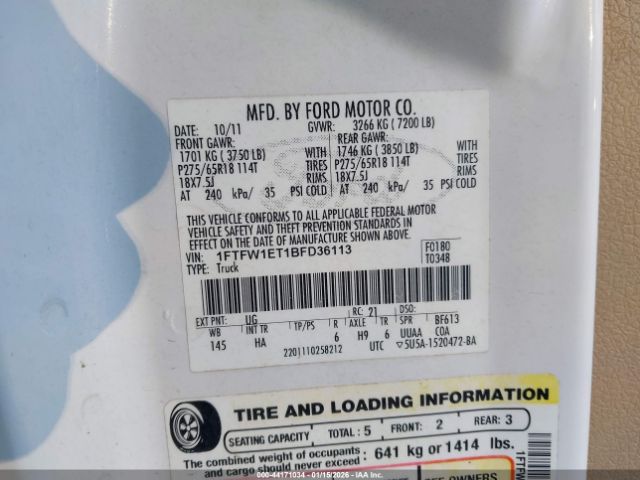 MFD. BY FORD MOTOR CO.
DATE: 10/11 GVWR: 3266 KG ( 7200 LB)
FRONT GAWR: REAR GAWR:
1701 KG ( 3750 LB) WITH 1746 KG ( 3850 LB) WITH
P275/65R18 114T TIRES P275/65R18 114T TIRES
18X7.5J RIMS 18X7.5J RIMS
AT 240 kPa/ 35 PSI COLD AT 240 kPa/ 35 PSI COLD
THIS VEHICLE CONFORMS TO ALL APPLICABLE FEDERAL MOTOR
VEHICLE SAFETY AND THEFT PREVENTION STANDARDS IN
EFFECT ON THE DATE OF MANUFACTURE SHOWN ABOVE.
VIN: 1FTFW1ET1BFD36113 F0180
TYPE: Truck T0348
EXT PNT: UG RC: 21 DSO:
WB INT TR TP/PS R AXLE TR SPR BF613
145 HA 6 H9 6 UUAA COA
2201110258212 UTC 5U5A-1520472-BA
TIRE AND LOADING INFORMATION
SEATING CAPACITY TOTAL: 5 FRONT: 2 REAR: 3
The combined weight of occupants
and cargo should never exceed : 641 kg or 1414 lbs.
1FTFW
OWNERS
000-44171034 - 01/15/2026 - IAAI.com